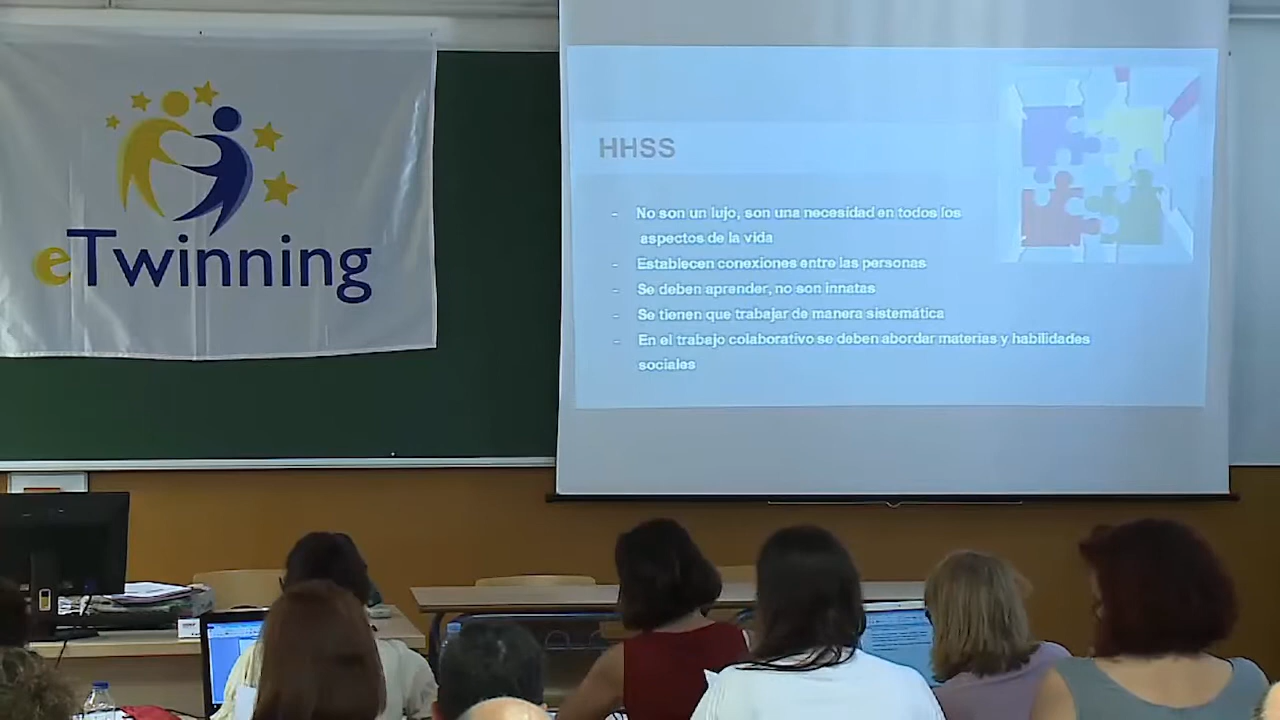 eTwinning
HHSS
- No son un lujo, son una necesidad en todos los
aspectos de la vida
- Establecen conexiones entre las personas
- Se deben aprender, no son innatas
- Se tienen que trabajar de manera sistemática
- En el trabajo colaborativo se deben abordar materias y habilidades
sociales